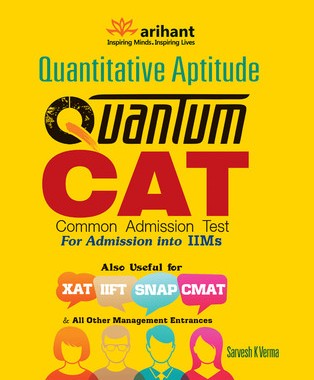 arihant
Inspiring Minds. Inspiring Lives
Quantitative Aptitude
QUANTUM
CAT
Common Admission Test
For Admission into IIMs
Also Useful for
XAT IIFT SNAP CMAT
& All Other Management Entrances
Sarvesh K Verma